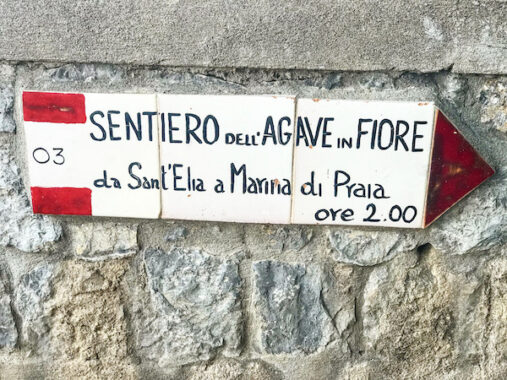 SENTIERO DELL'AGAVE IN FIORE
03
da Sant'Elia a Marina di Praia
ore 2.00